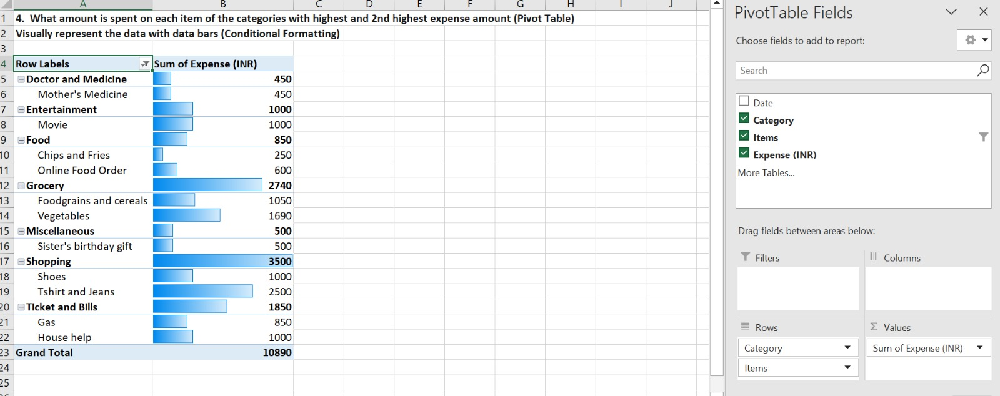 A B C D E F G H I J
1 4. What amount is spent on each item of the categories with highest and 2nd highest expense amount (Pivot Table)
2 Visually represent the data with data bars (Conditional Formatting)
3
4 Row Labels Sum of Expense (INR)
5 Doctor and Medicine 450
6 Mother's Medicine 450
7 Entertainment 1000
8 Movie 1000
9 Food 850
10 Chips and Fries 250
11 Online Food Order 600
12 Grocery 2740
13 Foodgrains and cereals 1050
14 Vegetables 1690
15 Miscellaneous 500
16 Sister's birthday gift 500
17 Shopping 3500
18 Shoes 1000
19 Tshirt and Jeans 2500
20 Ticket and Bills 1850
21 Gas 850
22 House help 1000
23 Grand Total 10890
24
25
PivotTable Fields
Choose fields to add to report:
Search
Date
Category
Items
Expense (INR)
More Tables...
Drag fields between areas below:
Filters
Columns
Rows
Σ Values
Category
Sum of Expense (INR)
Items